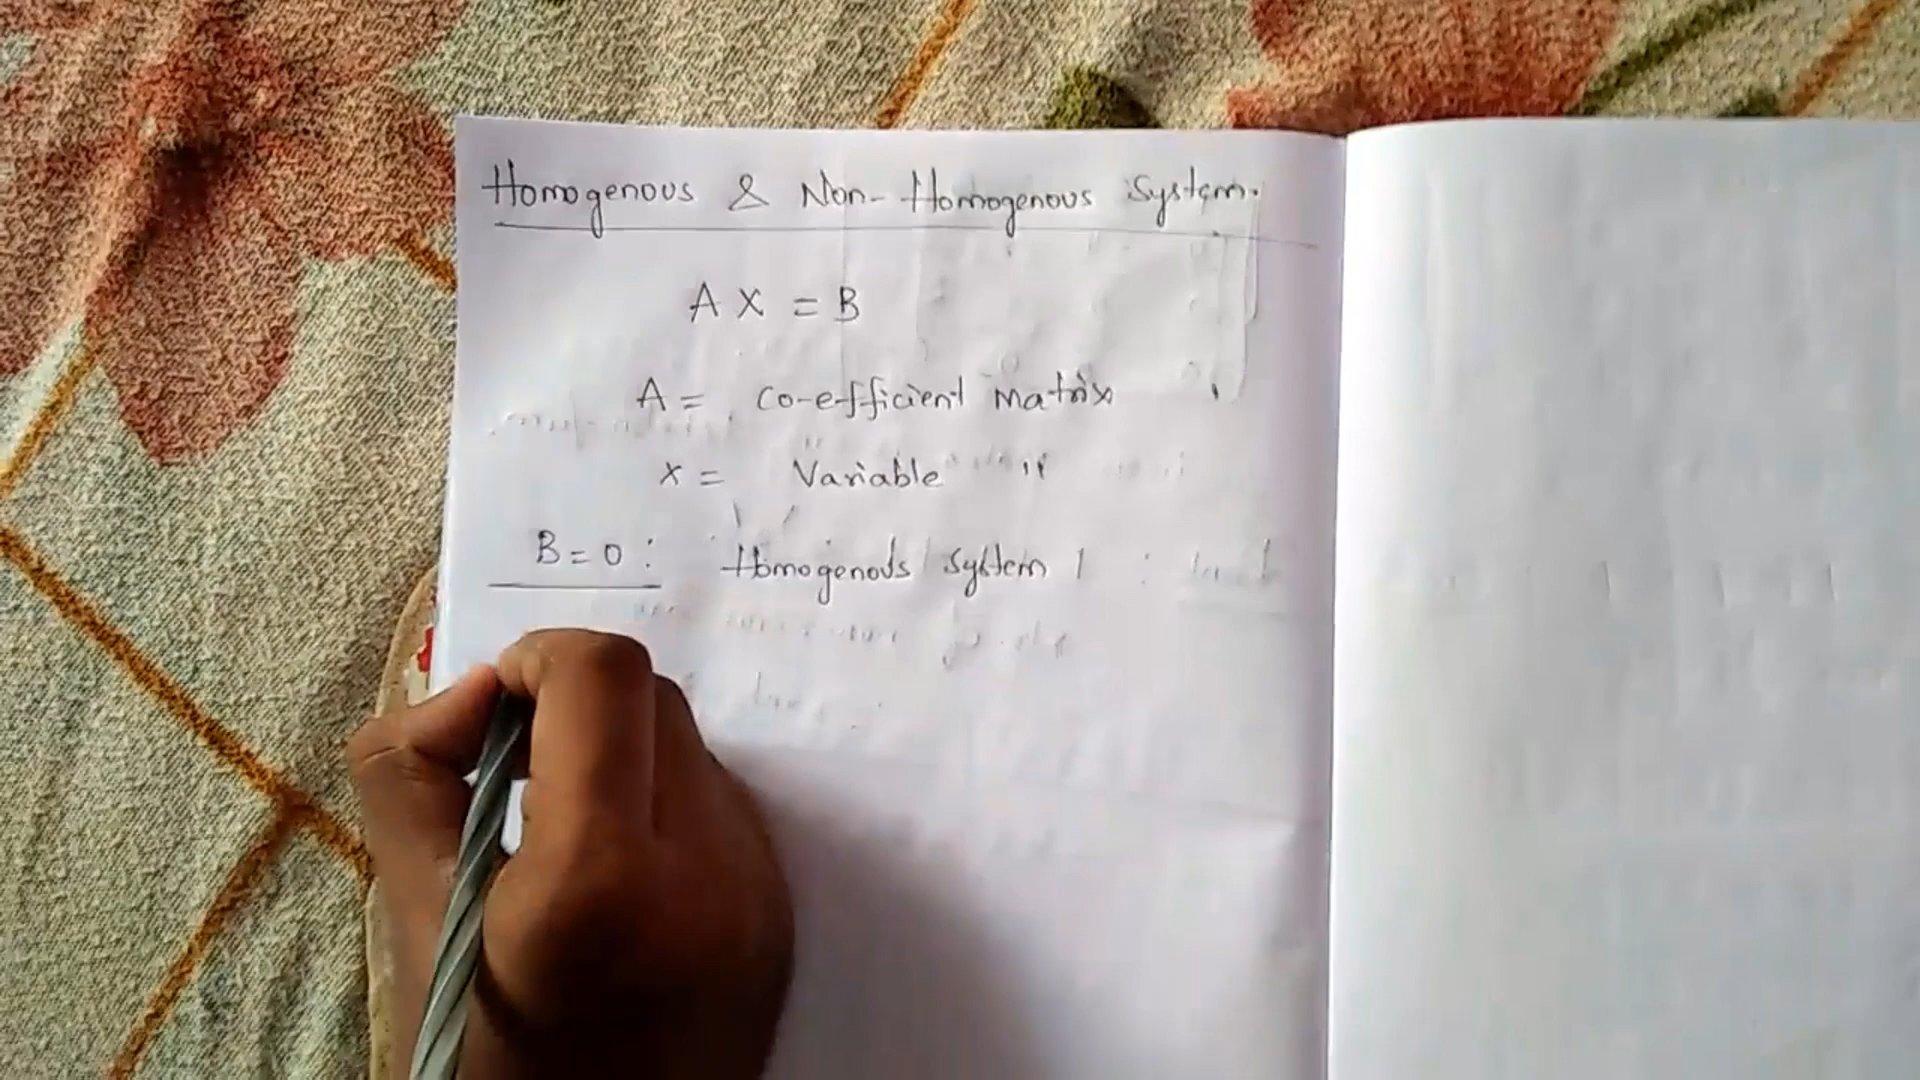 Homogenous & Non-Homogenous System.
A X = B
A = Co-efficient Matrix
X = Variable "
B = 0 : Homogenous System